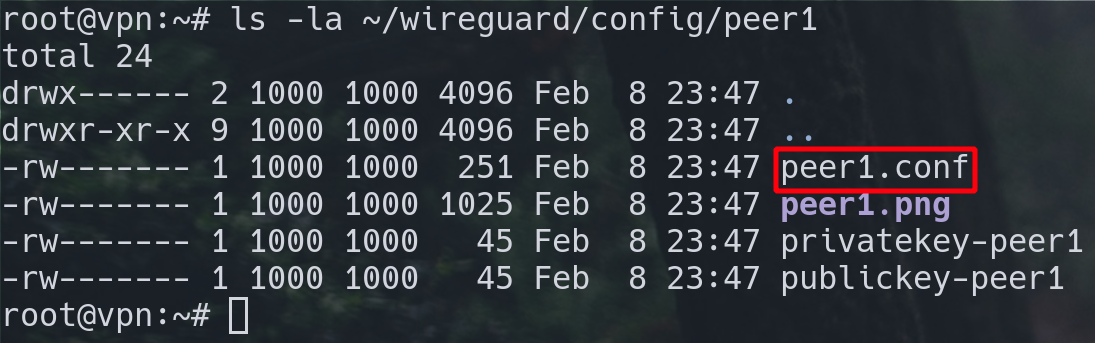 root@vpn:~# ls -la ~/wireguard/config/peer1
total 24
drwx------ 2 1000 1000 4096 Feb  8 23:47 .
drwxr-xr-x 9 1000 1000 4096 Feb  8 23:47 ..
-rw------- 1 1000 1000  251 Feb  8 23:47 peer1.conf
-rw------- 1 1000 1000 1025 Feb  8 23:47 peer1.png
-rw------- 1 1000 1000   45 Feb  8 23:47 privatekey-peer1
-rw------- 1 1000 1000   45 Feb  8 23:47 publickey-peer1
root@vpn:~#